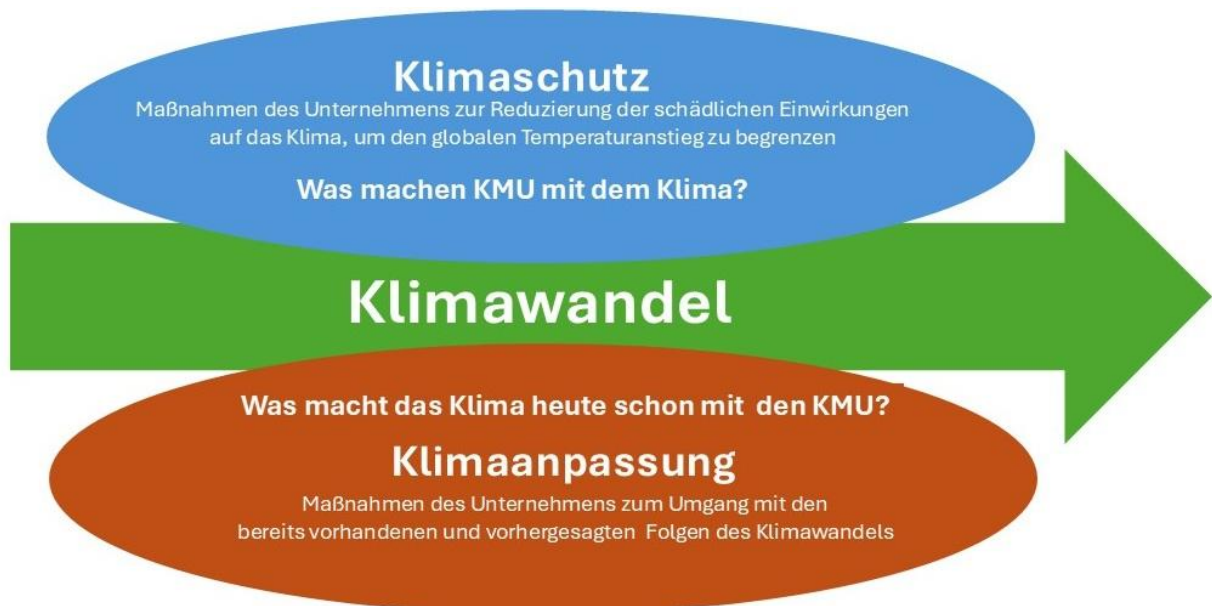 Klimaschutz
Maßnahmen des Unternehmens zur Reduzierung der schädlichen Einwirkungen
auf das Klima, um den globalen Temperaturanstieg zu begrenzen
Was machen KMU mit dem Klima?
Klimawandel
Was macht das Klima heute schon mit den KMU?
Klimaanpassung
Maßnahmen des Unternehmens zum Umgang mit den
bereits vorhandenen und vorhergesagten Folgen des Klimawandels